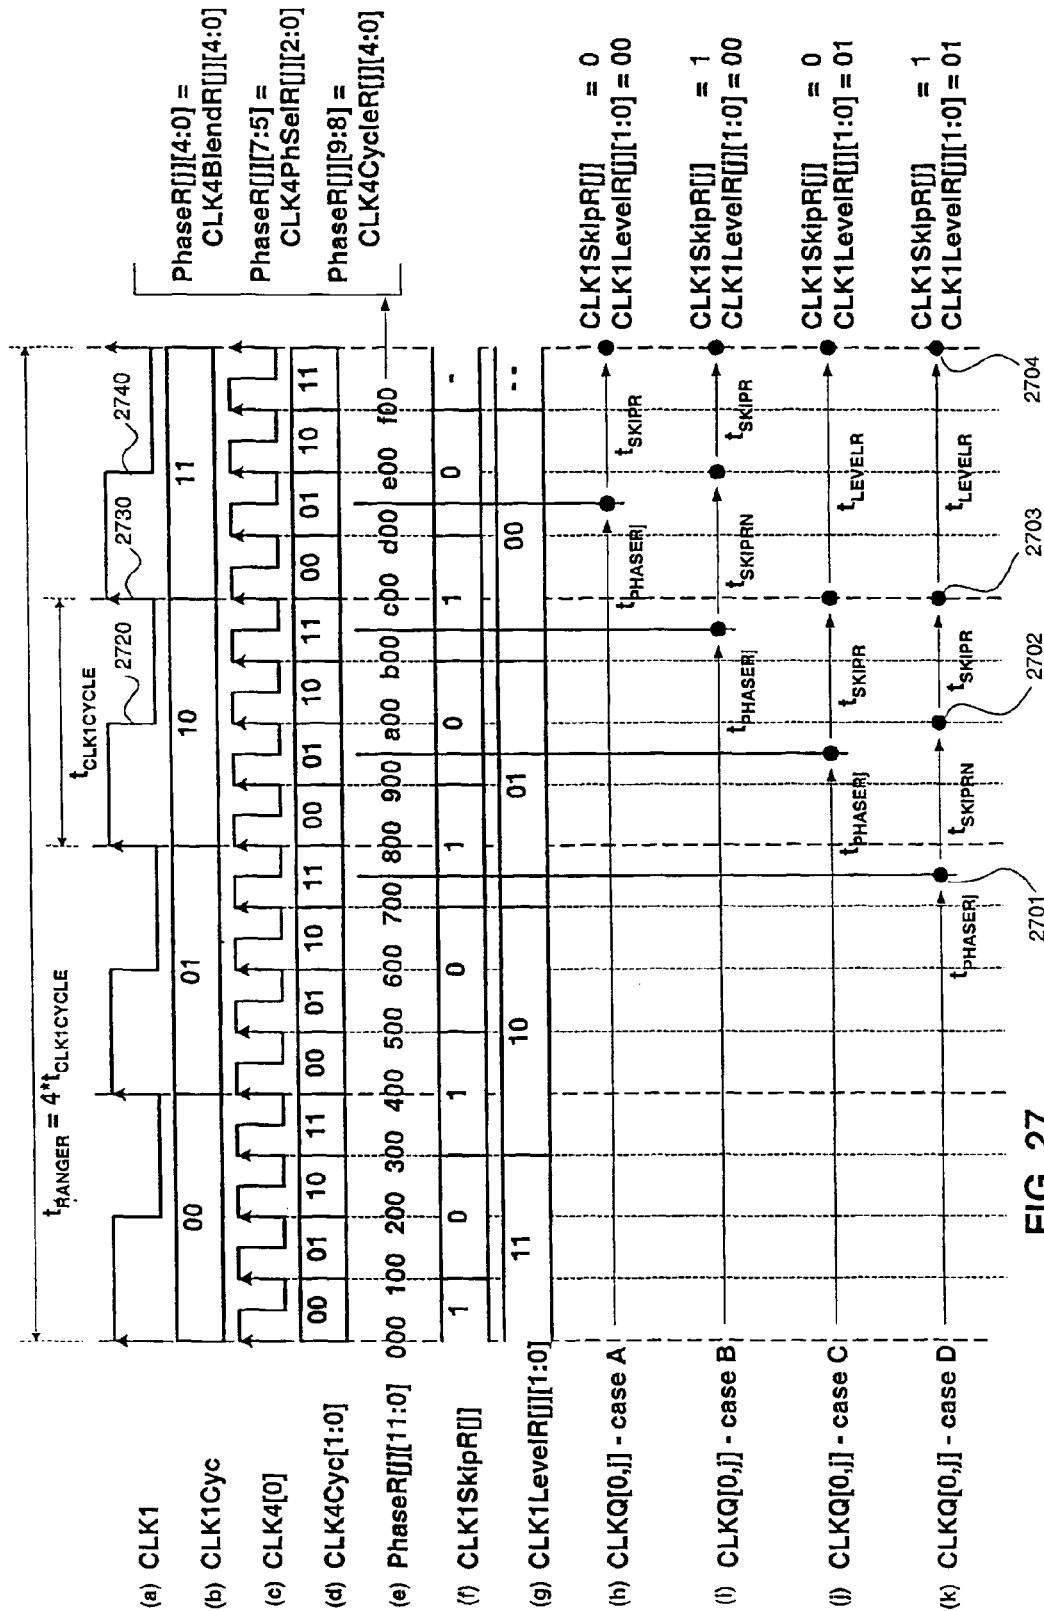 t_RANGER = 4*t_CLK1CYCLE
t_CLK1CYCLE
2720
2730
2740
(a) CLK1
(b) CLK1Cyc
00 01 10 11
(c) CLK4[0]
(d) CLK4Cyc[1:0]
00 01 10 11 00 01 10 11 00 01 10 11 00 01 10 11
(e) PhaseR[j][11:0]
000 100 200 300 400 500 600 700 800 900 a00 b00 c00 d00 e00 f00
PhaseR[j][4:0] =
CLK4BlendR[j][4:0]
PhaseR[j][7:5] =
CLK4PhSelR[j][2:0]
PhaseR[j][9:8] =
CLK4CycleR[j][4:0]
(f) CLK1SkipR[j]
1 0 1 0 1 0 1 0 -
(g) CLK1LevelR[j][1:0]
11 10 01 00 --
(h) CLKQ[0,j] - case A
t_PHASERj t_SKIPR
CLK1SkipR[j] = 0
CLK1LevelR[j][1:0] = 00
(i) CLKQ[0,j] - case B
t_PHASERj t_SKIPRN t_SKIPR
CLK1SkipR[j] = 1
CLK1LevelR[j][1:0] = 00
(j) CLKQ[0,j] - case C
t_PHASERj t_SKIPR t_LEVELR
CLK1SkipR[j] = 0
CLK1LevelR[j][1:0] = 01
(k) CLKQ[0,j] - case D
t_PHASERj t_SKIPRN t_SKIPR t_LEVELR
CLK1SkipR[j] = 1
CLK1LevelR[j][1:0] = 01
2701
2702
2703
2704
FIG. 27